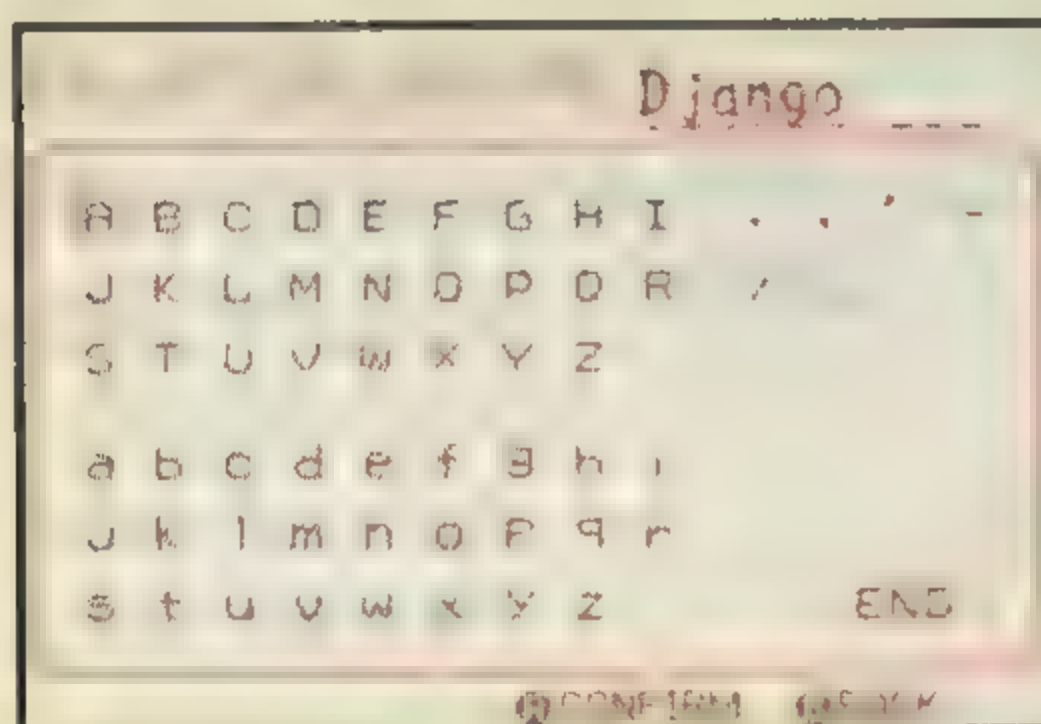 Django
A B C D E F G H I . , ' -
J K L M N O P Q R /
S T U V W X Y Z
a b c d e f g h i
j k l m n o p q r
s t u v w x y z END